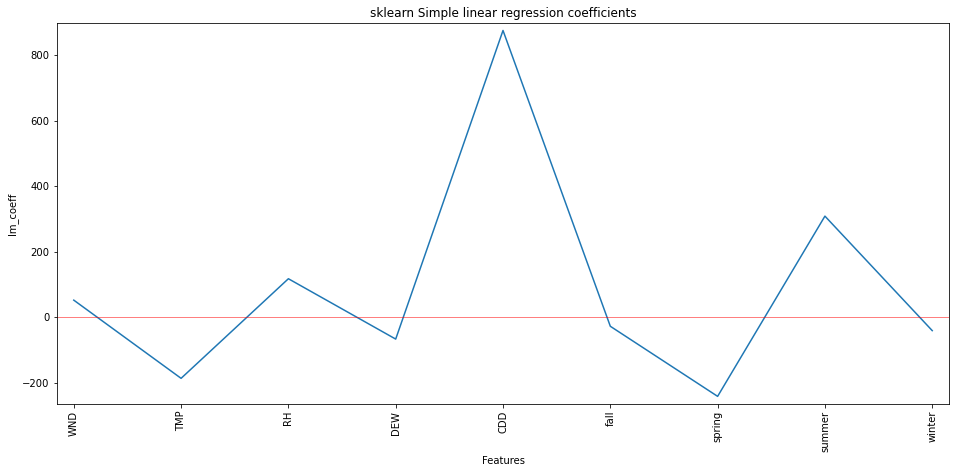 sklearn Simple linear regression coefficients
lm_coeff
800
600
400
200
0
−200
WND
TMP
RH
DEW
CDD
fall
spring
summer
winter
Features